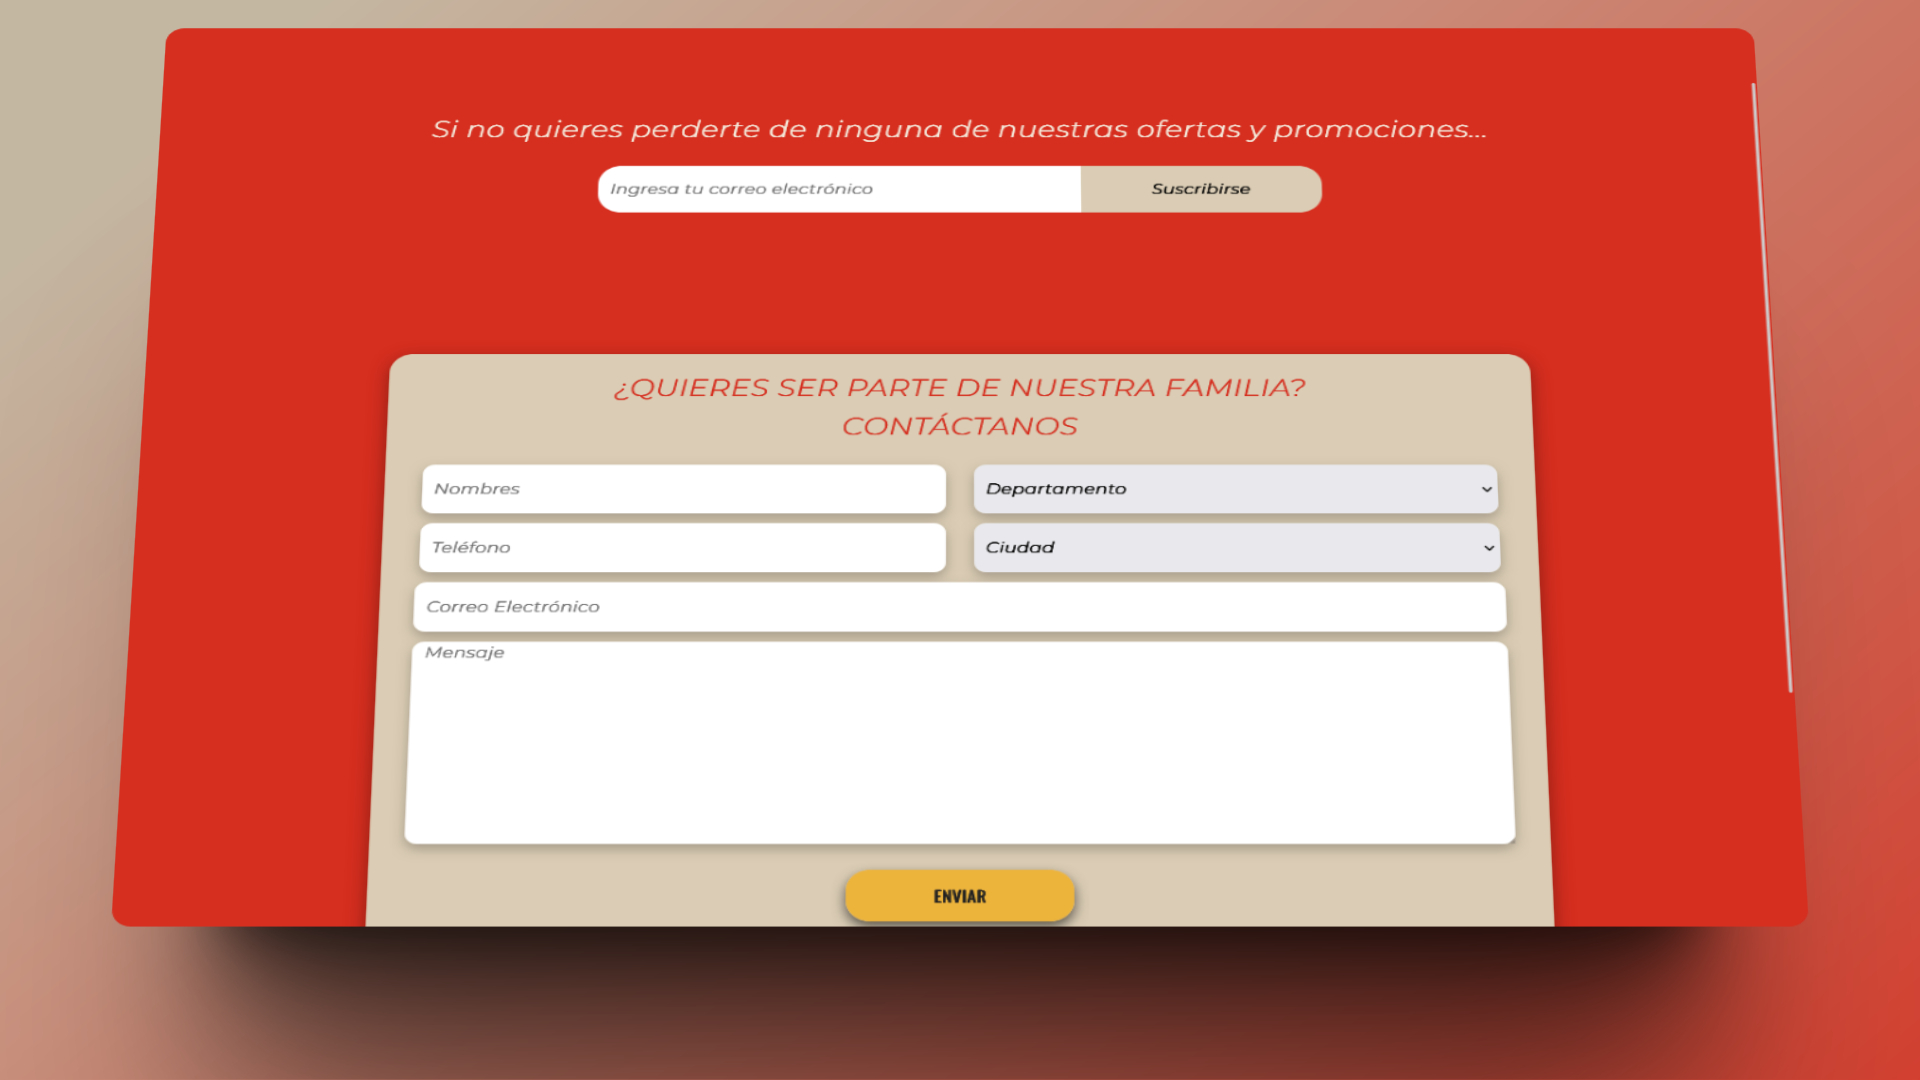 Si no quieres perderte de ninguna de nuestras ofertas y promociones...
Ingresa tu correo electrónico
Suscribirse
¿QUIERES SER PARTE DE NUESTRA FAMILIA?
CONTÁCTANOS
Nombres
Departamento
Teléfono
Ciudad
Correo Electrónico
Mensaje
ENVIAR